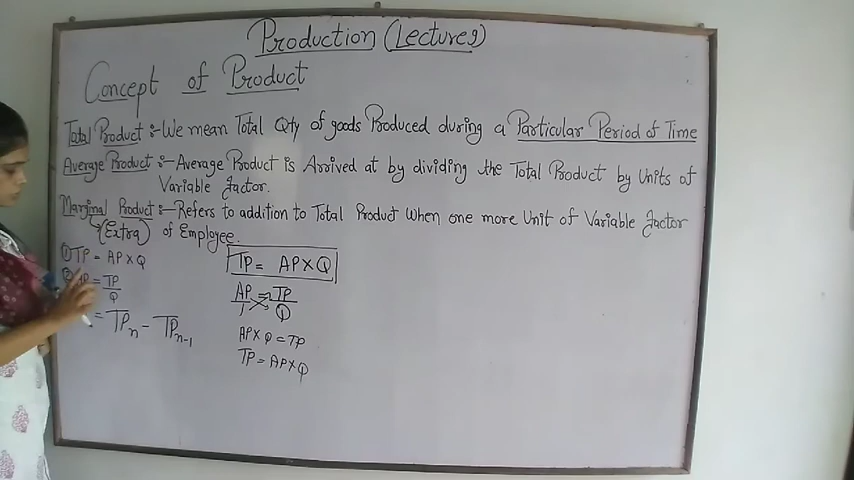 Production (Lecture2)
Concept of Product
Total Product :- We mean Total Qty of goods Produced during a Particular Period of Time
Average Product :- Average Product is Arrived at by dividing the Total Product by Units of
Variable Factor.
Marginal Product :- Refers to addition to Total Product When one more Unit of Variable Factor
(Extra) of Employee.
① TP = AP × Q
② = TP/Q
= TPn - TPn-1
TP = AP × Q
AP/1 = TP/Q
AP × Q = TP
TP = AP × Q